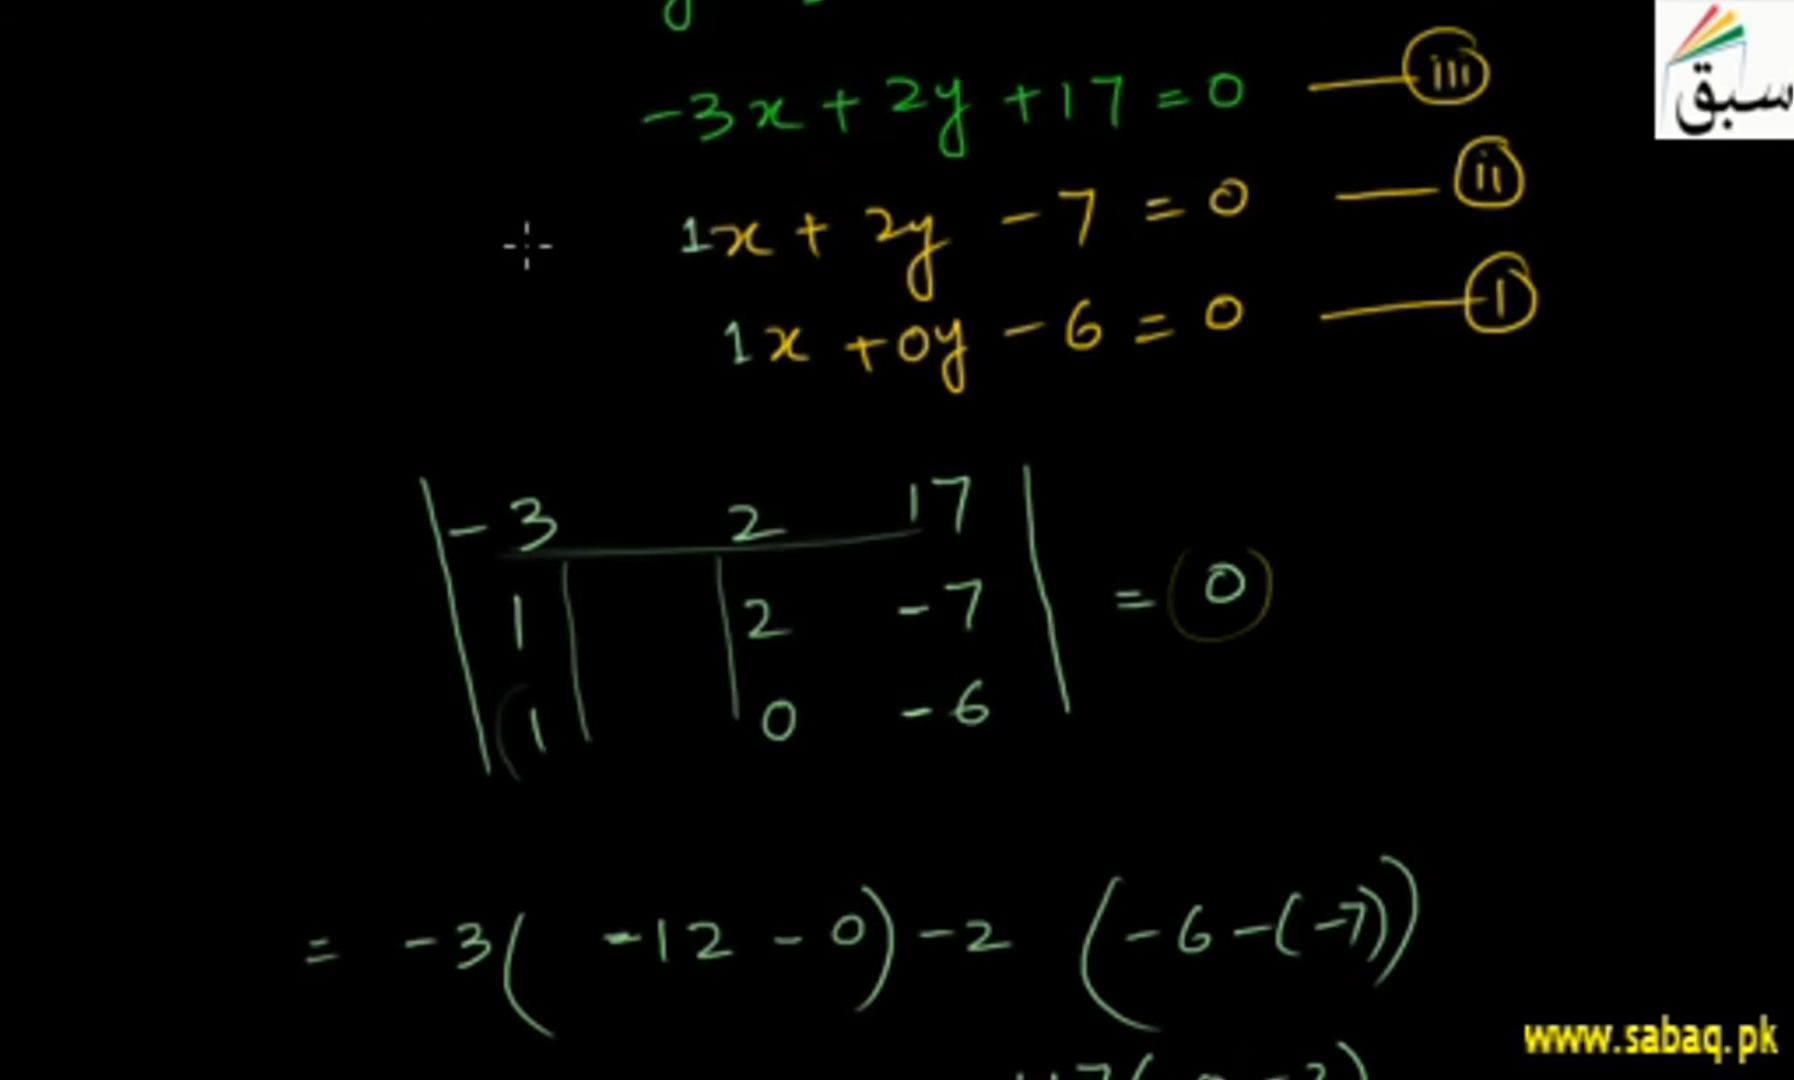 -3x + 2y + 17 = 0 — iii
سبق
1x + 2y - 7 = 0 — ii
1x + 0y - 6 = 0 — i
-3 2 17
1 2 -7 = 0
1 0 -6
= -3(-12 - 0) - 2 (-6 - (-7))
www.sabaq.pk